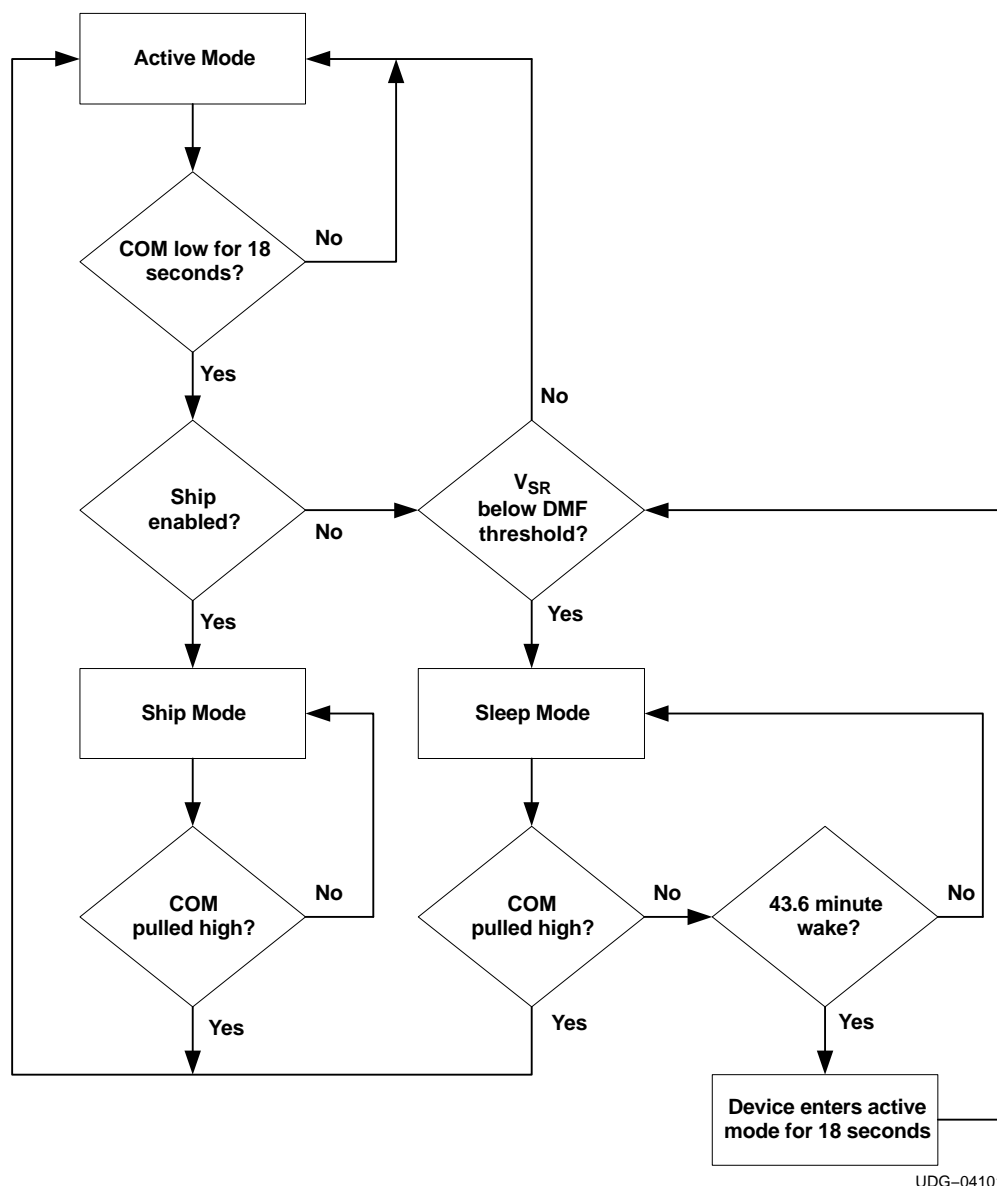 Active Mode
COM low for 18
seconds?
No
Yes
No
Ship
enabled?
No
V_SR
below DMF
threshold?
Yes
Yes
Ship Mode
Sleep Mode
COM
pulled high?
No
COM
pulled high?
No
43.6 minute
wake?
No
Yes
Yes
Yes
Device enters active
mode for 18 seconds
UDG–0410